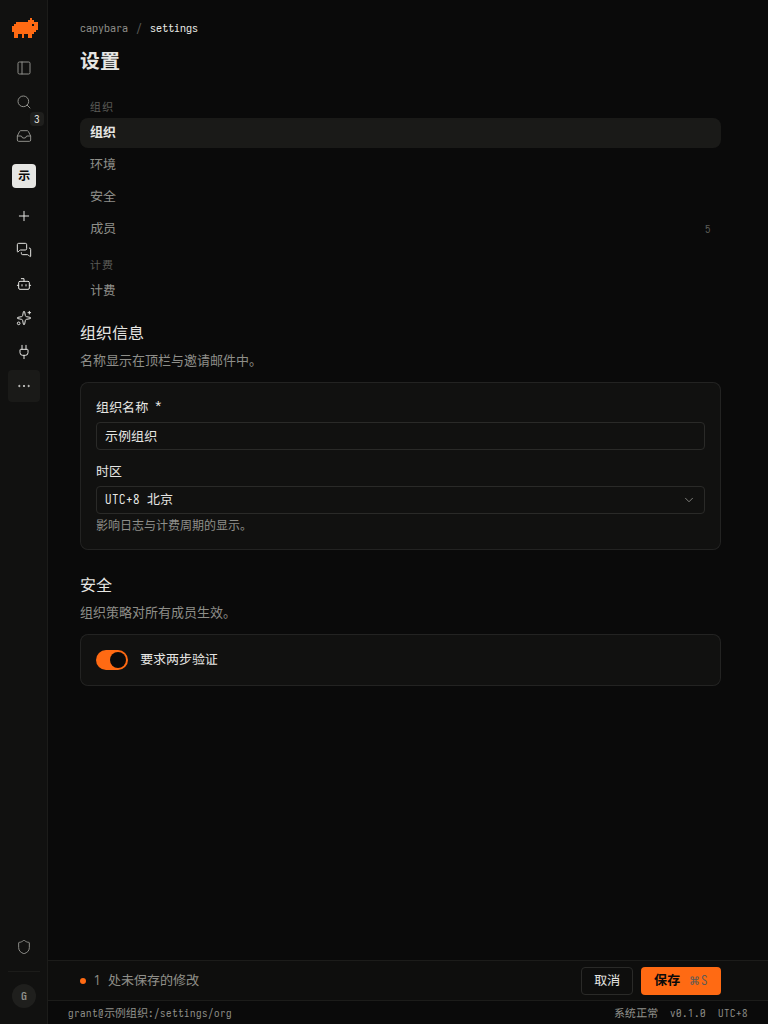 capybara / settings
设置
3
示
组织
组织
环境
安全
成员 5
计费
计费
组织信息
名称显示在顶栏与邀请邮件中。
组织名称 *
示例组织
时区
UTC+8 北京
影响日志与计费周期的显示。
安全
组织策略对所有成员生效。
要求两步验证
1 处未保存的修改
取消
保存 ⌘S
G
grant@示例组织:/settings/org
系统正常 v0.1.0 UTC+8